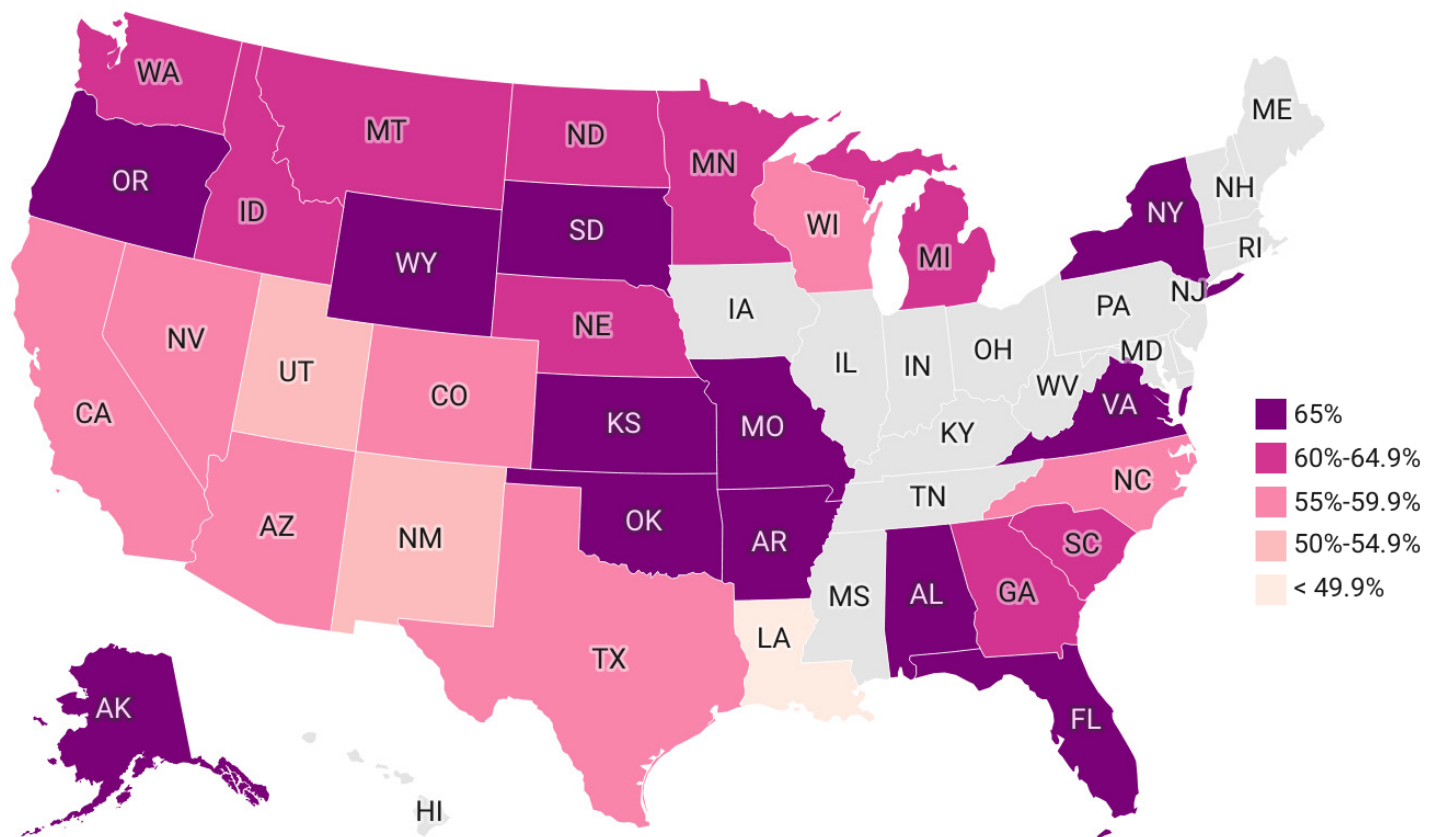 WA
MT
ND
MN
OR
ID
WY
SD
WI
MI
ME
NH
NY
RI
NV
UT
CO
NE
IA
IL
IN
OH
PA
NJ
MD
WV
VA
CA
KS
MO
KY
AZ
NM
OK
AR
TN
NC
SC
TX
LA
MS
AL
GA
FL
AK
HI
65%
60%-64.9%
55%-59.9%
50%-54.9%
< 49.9%